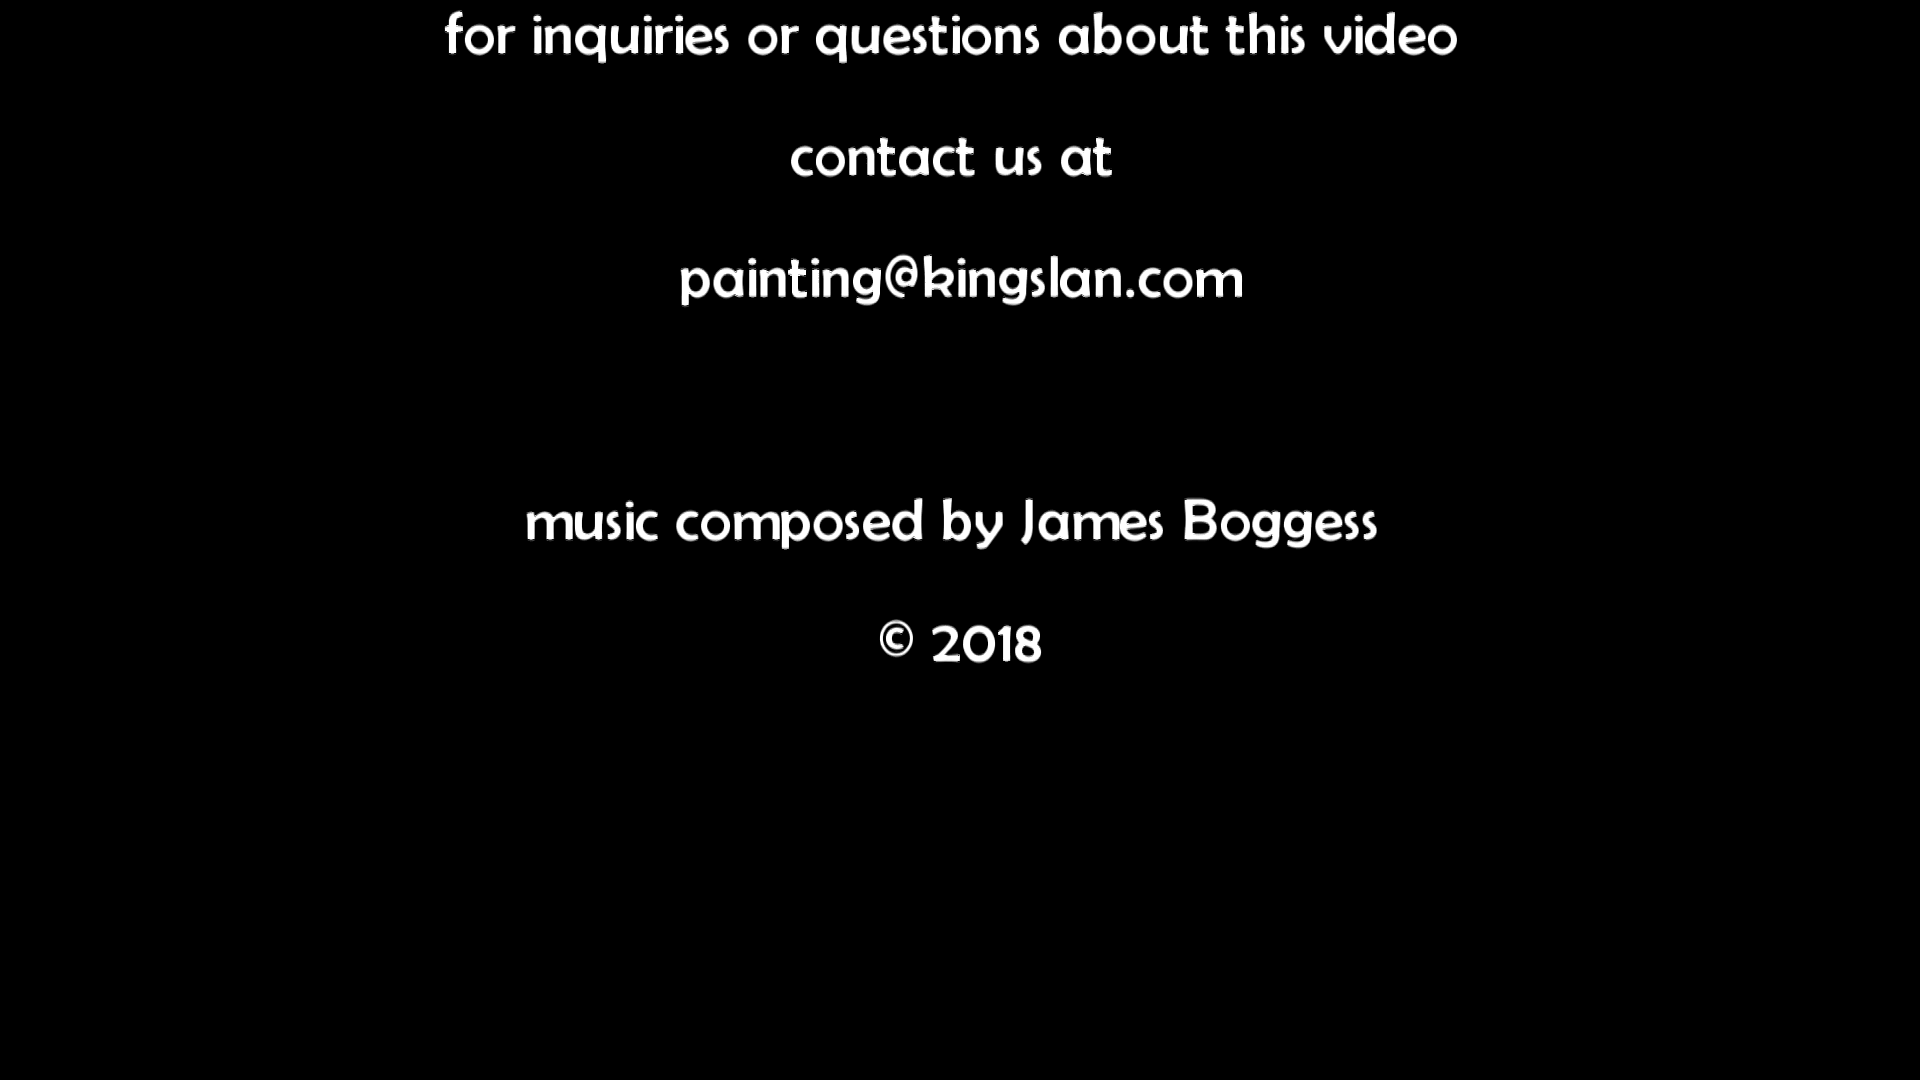 for inquiries or questions about this video
contact us at
painting@kingslan.com
music composed by James Boggess
© 2018